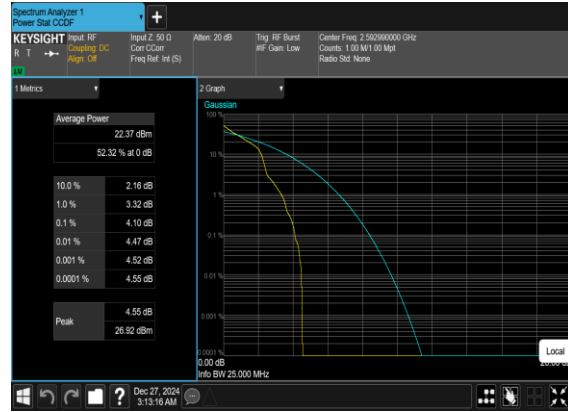 Spectrum Analyzer 1
Power Stat CCDF
KEYSIGHT
R T
LXI
Input: RF
Coupling: DC
Align: Off
Input Z: 50 Ω
Corr CCorr
Freq Ref: Int (S)
Atten: 20 dB
Trig: RF Burst
#IF Gain: Low
Center Freq: 2.592990000 GHz
Counts: 1.00 M/1.00 Mpt
Radio Std: None
1 Metrics
Average Power
22.37 dBm
52.32 % at 0 dB
10.0 % 2.16 dB
1.0 % 3.32 dB
0.1 % 4.10 dB
0.01 % 4.47 dB
0.001 % 4.52 dB
0.0001 % 4.55 dB
Peak
4.55 dB
26.92 dBm
2 Graph
Gaussian
100 %
10 %
1 %
0.1 %
0.01 %
0.001 %
0.0001 %
0.00 dB
Info BW 25.000 MHz
Local
Dec 27, 2024
3:13:16 AM